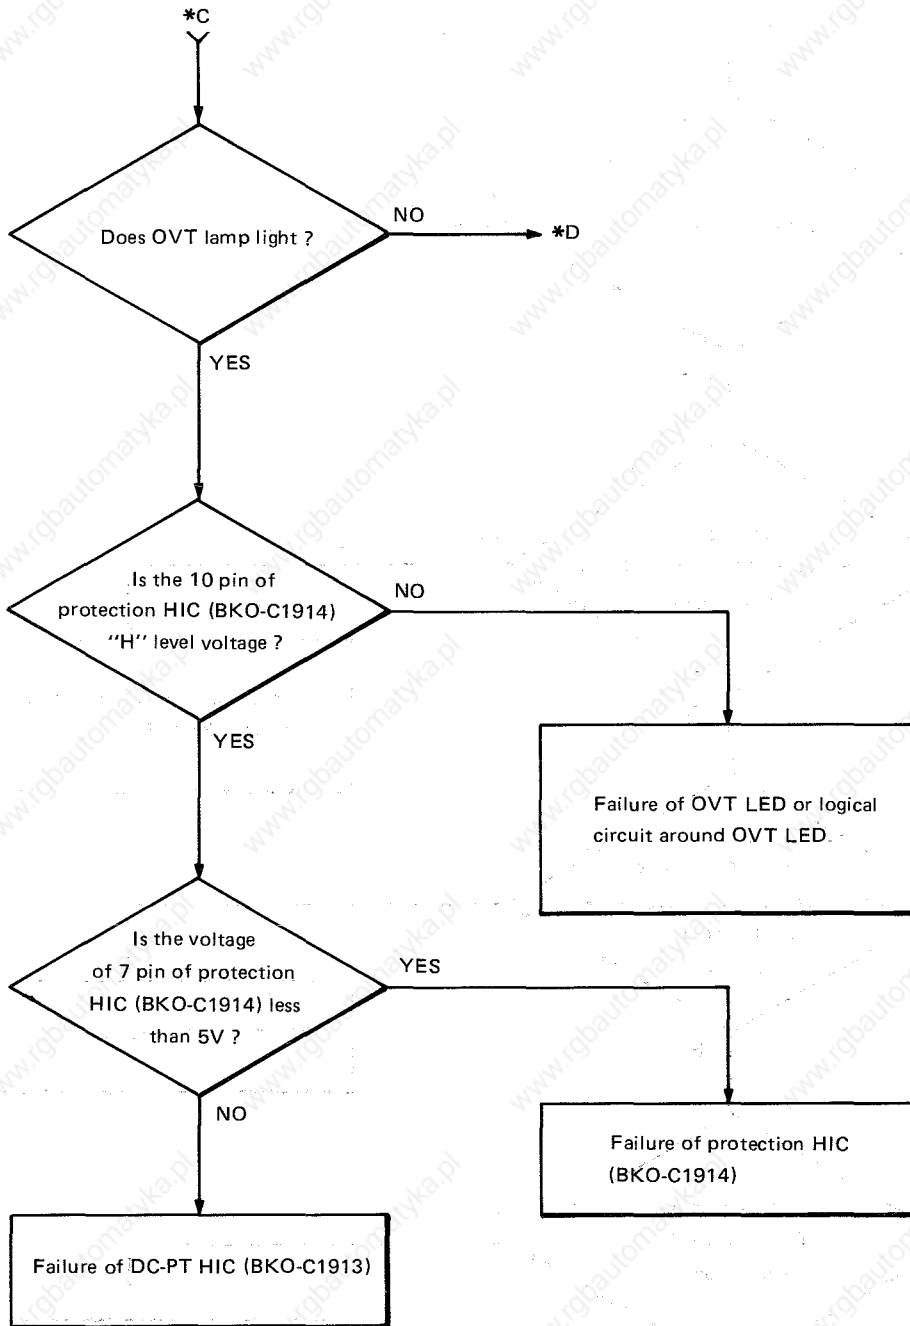 *C
Does OVT lamp light ?
NO
*D
YES
Is the 10 pin of
protection HIC (BKO-C1914)
"H" level voltage ?
NO
YES
Failure of OVT LED or logical
circuit around OVT LED
Is the voltage
of 7 pin of protection
HIC (BKO-C1914) less
than 5V ?
YES
NO
Failure of protection HIC
(BKO-C1914)
Failure of DC-PT HIC (BKO-C1913)
www.rgbautomatyka.pl